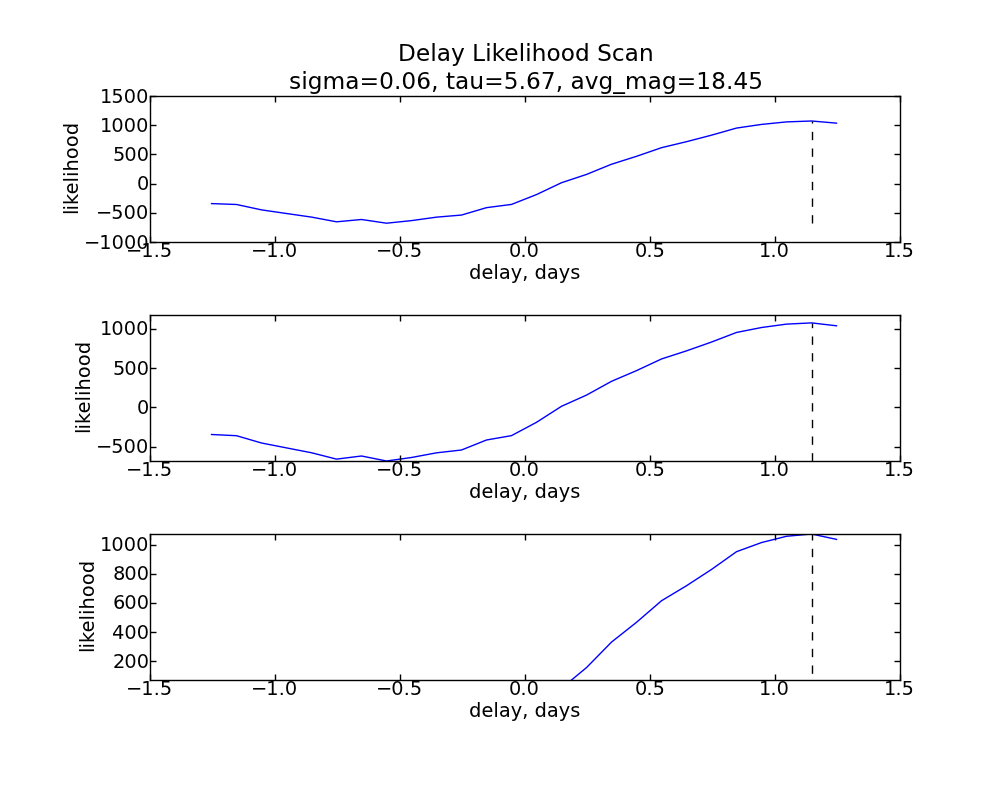 Delay Likelihood Scan
sigma=0.06, tau=5.67, avg_mag=18.45
1500
1000
500
0
−500
−1000
likelihood
−1.5 −1.0 −0.5 0.0 0.5 1.0 1.5
delay, days
1000
500
0
−500
likelihood
−1.5 −1.0 −0.5 0.0 0.5 1.0 1.5
delay, days
1000
800
600
400
200
likelihood
−1.5 −1.0 −0.5 0.0 0.5 1.0 1.5
delay, days